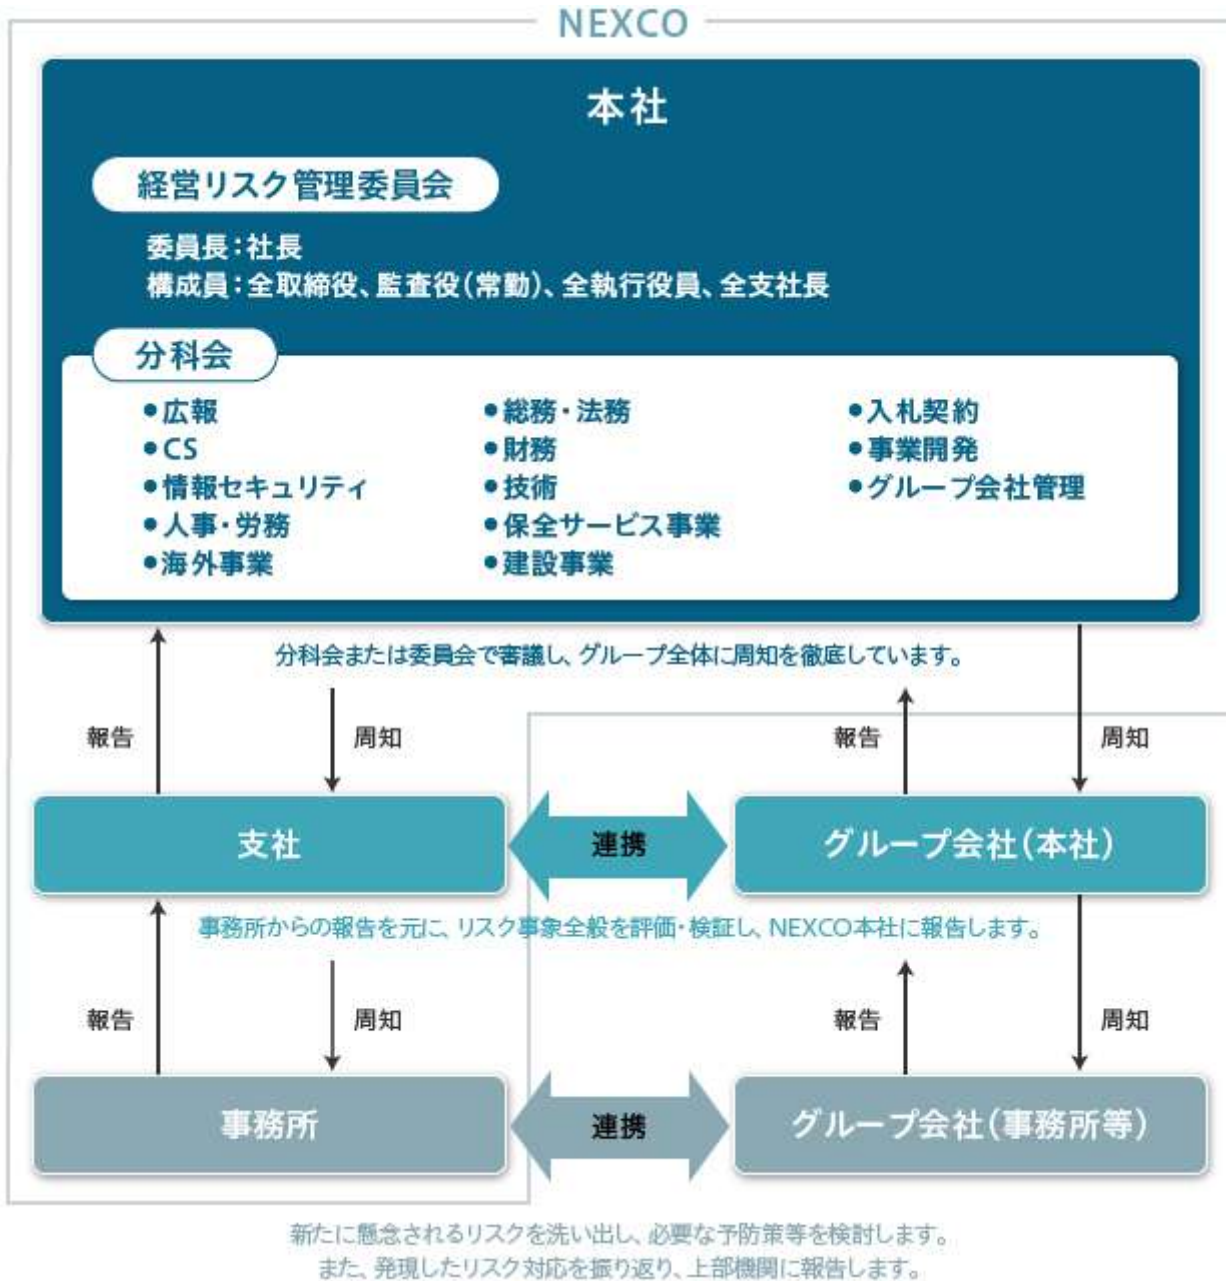 NEXCO
本社
経営リスク管理委員会
委員長：社長
構成員：全取締役、監査役（常勤）、全執行役員、全支社長
分科会
●広報
●CS
●情報セキュリティ
●人事・労務
●海外事業
●総務・法務
●財務
●技術
●保全サービス事業
●建設事業
●入札契約
●事業開発
●グループ会社管理
分科会または委員会で審議し、グループ全体に周知を徹底しています。
報告
周知
報告
周知
支社
連携
グループ会社（本社）
事務所からの報告を元に、リスク事象全般を評価・検証し、NEXCO本社に報告します。
報告
周知
報告
周知
事務所
連携
グループ会社（事務所等）
新たに懸念されるリスクを洗い出し、必要な予防策等を検討します。
また、発現したリスク対応を振り返り、上部機関に報告します。